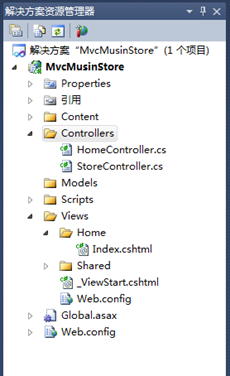 解决方案资源管理器
解决方案“MvcMusinStore”(1 个项目)
MvcMusinStore
Properties
引用
Content
Controllers
HomeController.cs
StoreController.cs
Models
Scripts
Views
Home
Index.cshtml
Shared
_ViewStart.cshtml
Web.config
Global.asax
Web.config